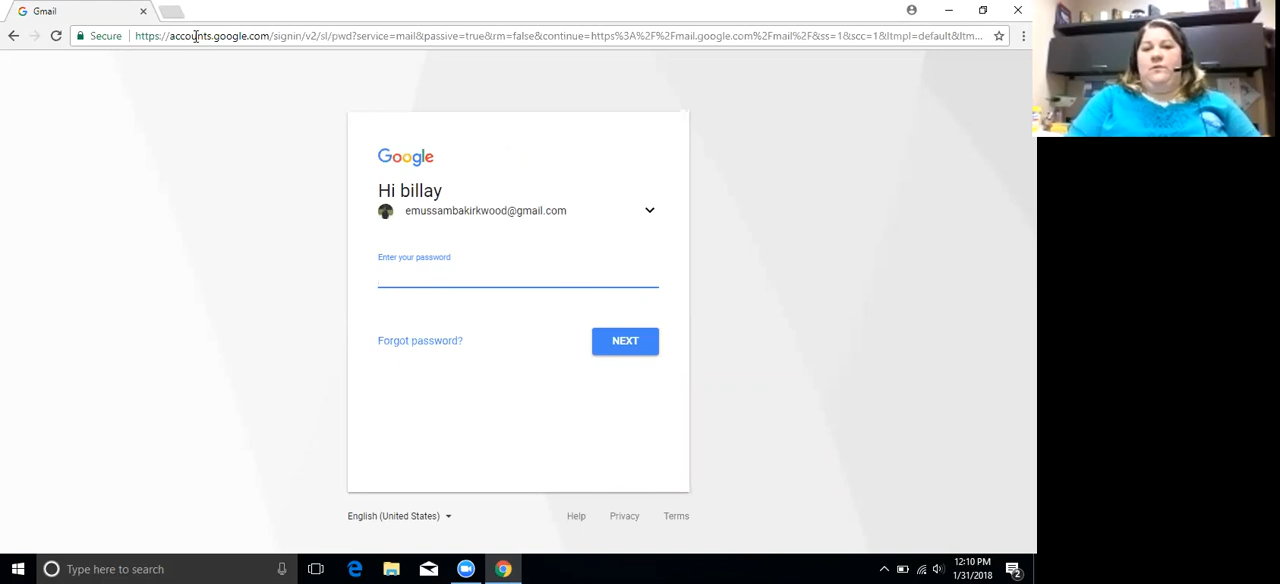 Gmail
Secure
https://accounts.google.com/signin/v2/sl/pwd?service=mail&passive=true&rm=false&continue=https%3A%2F%2Fmail.google.com%2Fmail%2F&ss=1&scc=1&ltmpl=default&ltm...
Google
Hi billay
emussambakirkwood@gmail.com
Enter your password
Forgot password?
NEXT
English (United States)
Help
Privacy
Terms
Type here to search
12:10 PM
1/31/2018
2